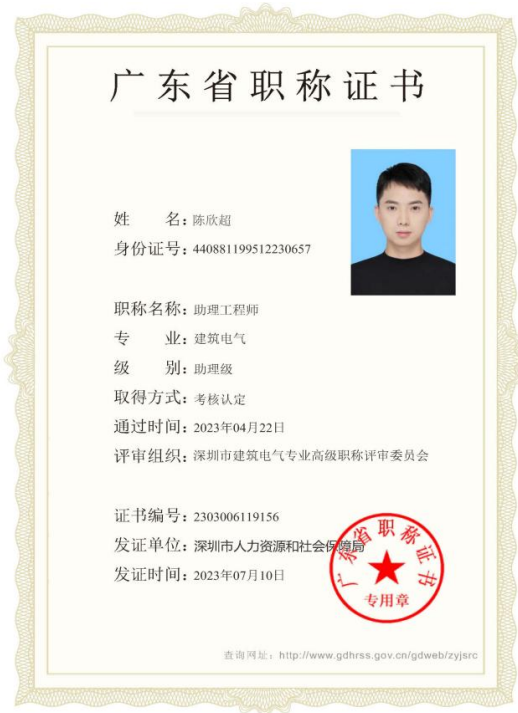 广东省职称证书
姓 名：陈欣超
身份证号：440881199512230657
职称名称：助理工程师
专 业：建筑电气
级 别：助理级
取得方式：考核认定
通过时间：2023年04月22日
评审组织：深圳市建筑电气专业高级职称评审委员会
证书编号：2303006119156
发证单位：深圳市人力资源和社会保障局
发证时间：2023年07月10日
广东省职称证书
专用章
查询网址：http://www.gdhrss.gov.cn/gdweb/zyjsrc